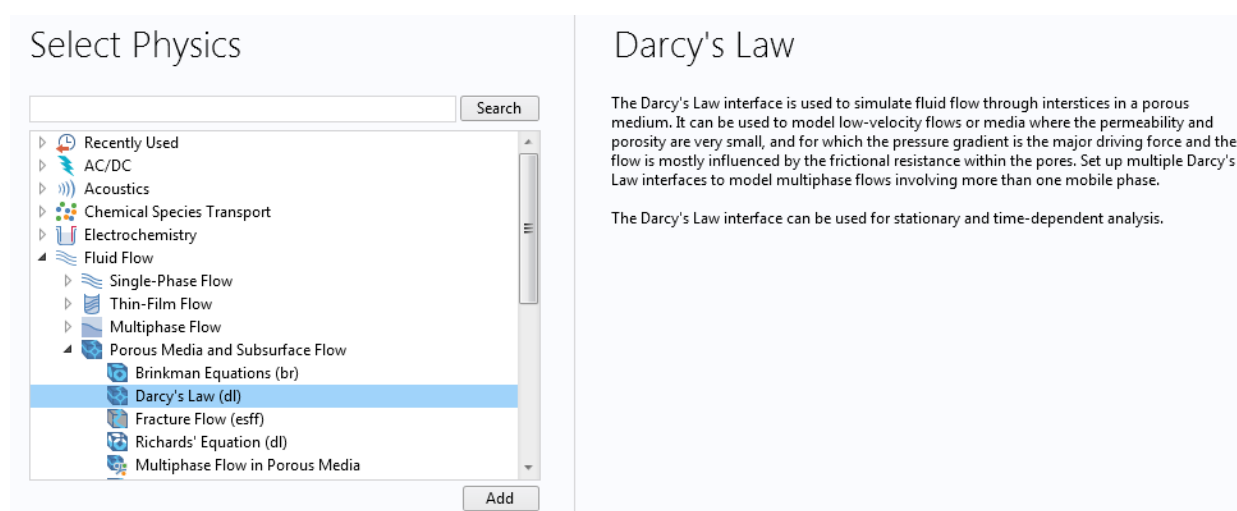 Select Physics
Search
Recently Used
AC/DC
Acoustics
Chemical Species Transport
Electrochemistry
Fluid Flow
Single-Phase Flow
Thin-Film Flow
Multiphase Flow
Porous Media and Subsurface Flow
Brinkman Equations (br)
Darcy's Law (dl)
Fracture Flow (esff)
Richards' Equation (dl)
Multiphase Flow in Porous Media
Add
Darcy's Law
The Darcy's Law interface is used to simulate fluid flow through interstices in a porous
medium. It can be used to model low-velocity flows or media where the permeability and
porosity are very small, and for which the pressure gradient is the major driving force and the
flow is mostly influenced by the frictional resistance within the pores. Set up multiple Darcy's
Law interfaces to model multiphase flows involving more than one mobile phase.
The Darcy's Law interface can be used for stationary and time-dependent analysis.